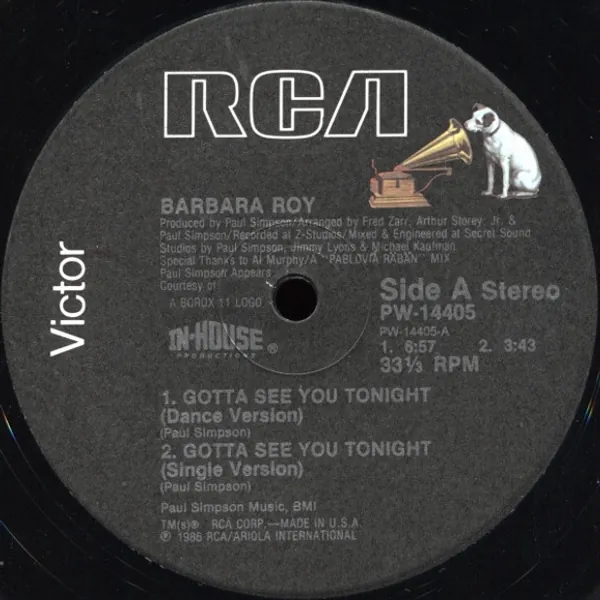 RCA
Victor
BARBARA ROY
Produced by Paul Simpson/Arranged by Fred Zarr, Arthur Storey, Jr. &
Paul Simpson/Recorded at Z-Studios/Mixed & Engineered at Secret Sound
Studios by Paul Simpson, Jimmy Lyons & Michael Kaufman
Special Thanks to Al Murphy/A "PABLOVIA RABAN" MIX
Paul Simpson Appears
Courtesy of
A BOROX 11 LOGO
IN-HOUSE ®
PRODUCTIONS
Side A Stereo
PW-14405
PW-14405-A
1. 6:57 2. 3:43
33⅓ RPM
1. GOTTA SEE YOU TONIGHT
(Dance Version)
(Paul Simpson)
2. GOTTA SEE YOU TONIGHT
(Single Version)
(Paul Simpson)
Paul Simpson Music, BMI
TM(s)® RCA CORP.—MADE IN U.S.A.
℗ 1986 RCA/ARIOLA INTERNATIONAL